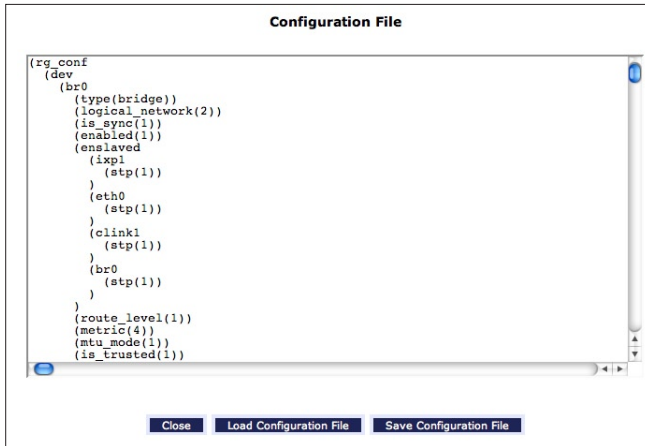 Configuration File
(rg_conf
  (dev
    (br0
      (type(bridge))
      (logical_network(2))
      (is_sync(1))
      (enabled(1))
      (enslaved
        (ixp1
          (stp(1))
        )
        (eth0
          (stp(1))
        )
        (clink1
          (stp(1))
        )
        (br0
          (stp(1))
        )
      )
      (route_level(1))
      (metric(4))
      (mtu_mode(1))
      (is_trusted(1))
Close Load Configuration File Save Configuration File